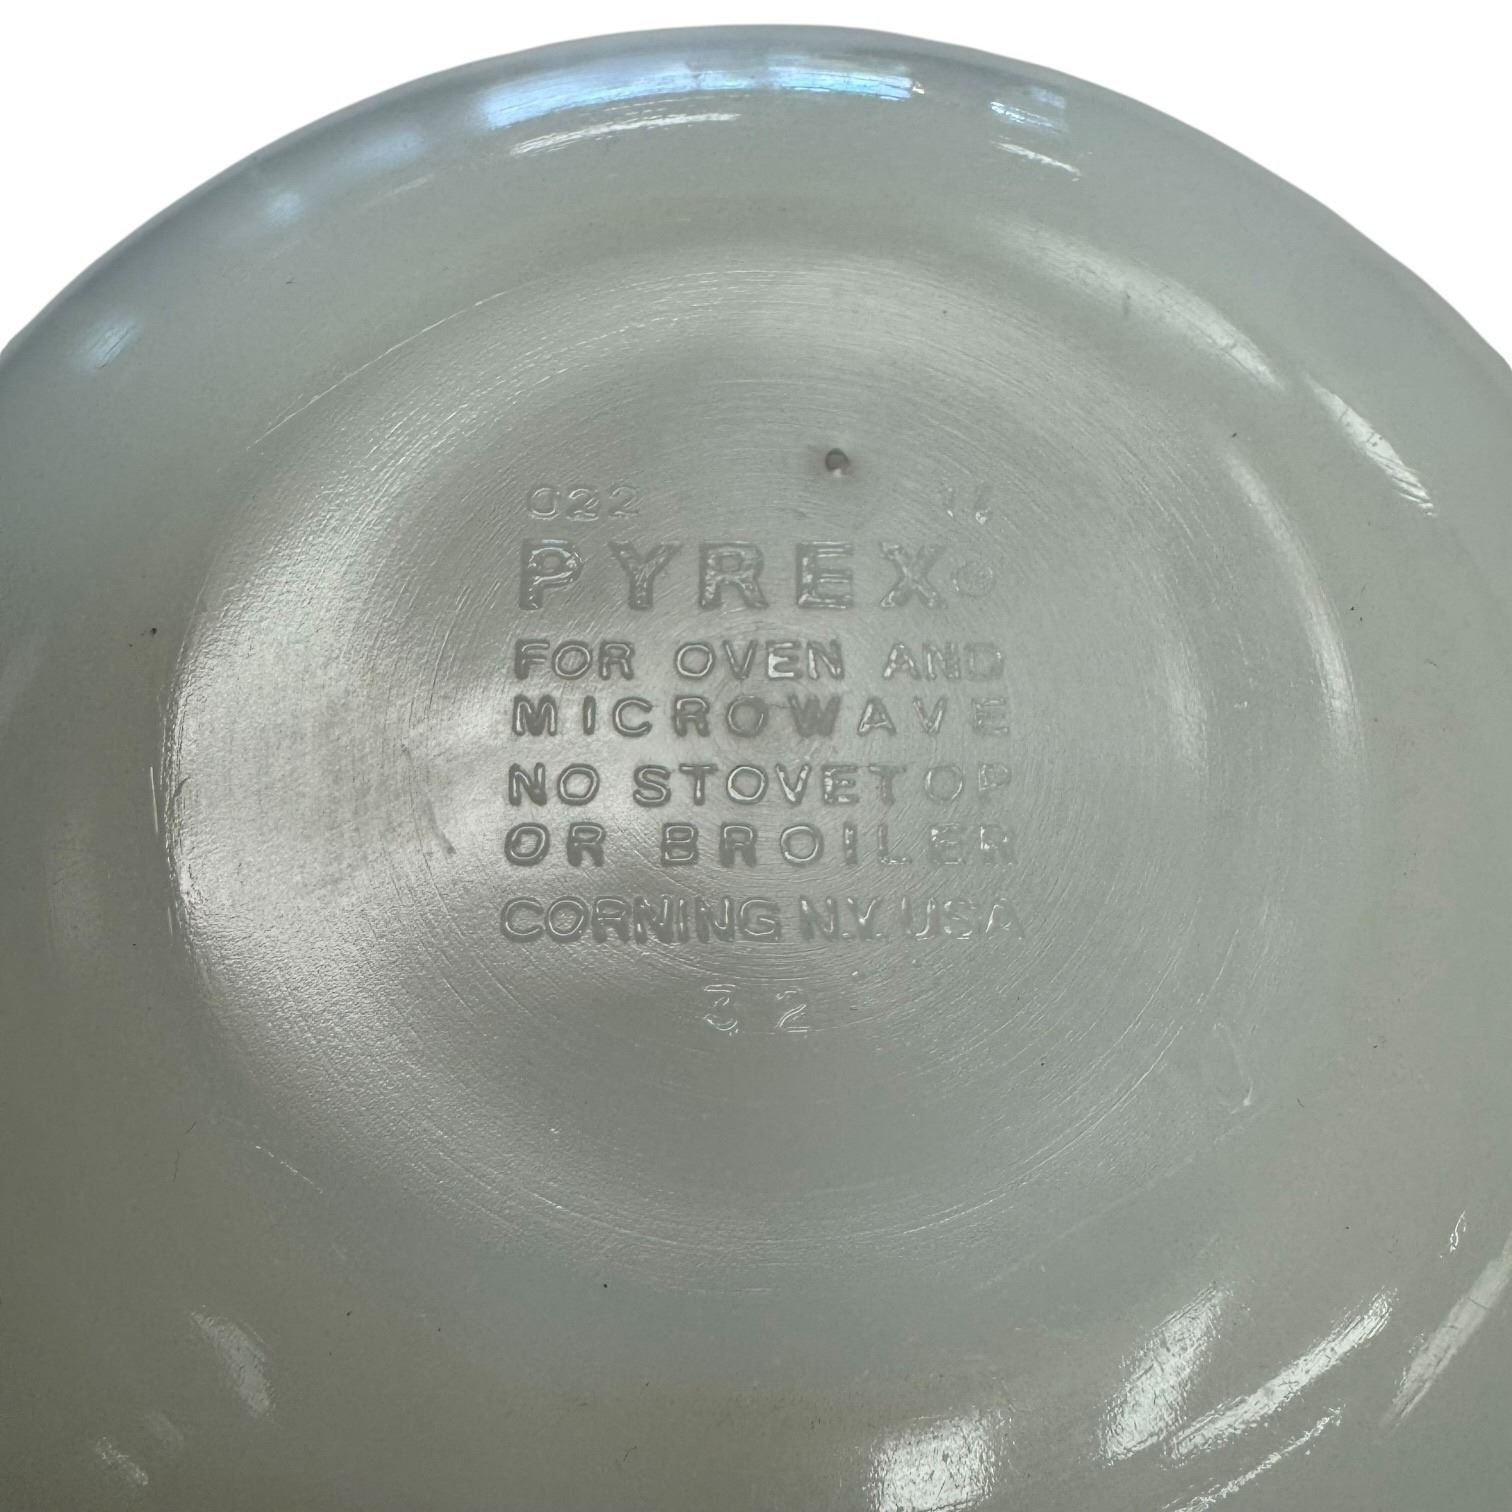 022
PYREX®
FOR OVEN AND
MICROWAVE
NO STOVETOP
OR BROILER
CORNING N.Y. USA
32